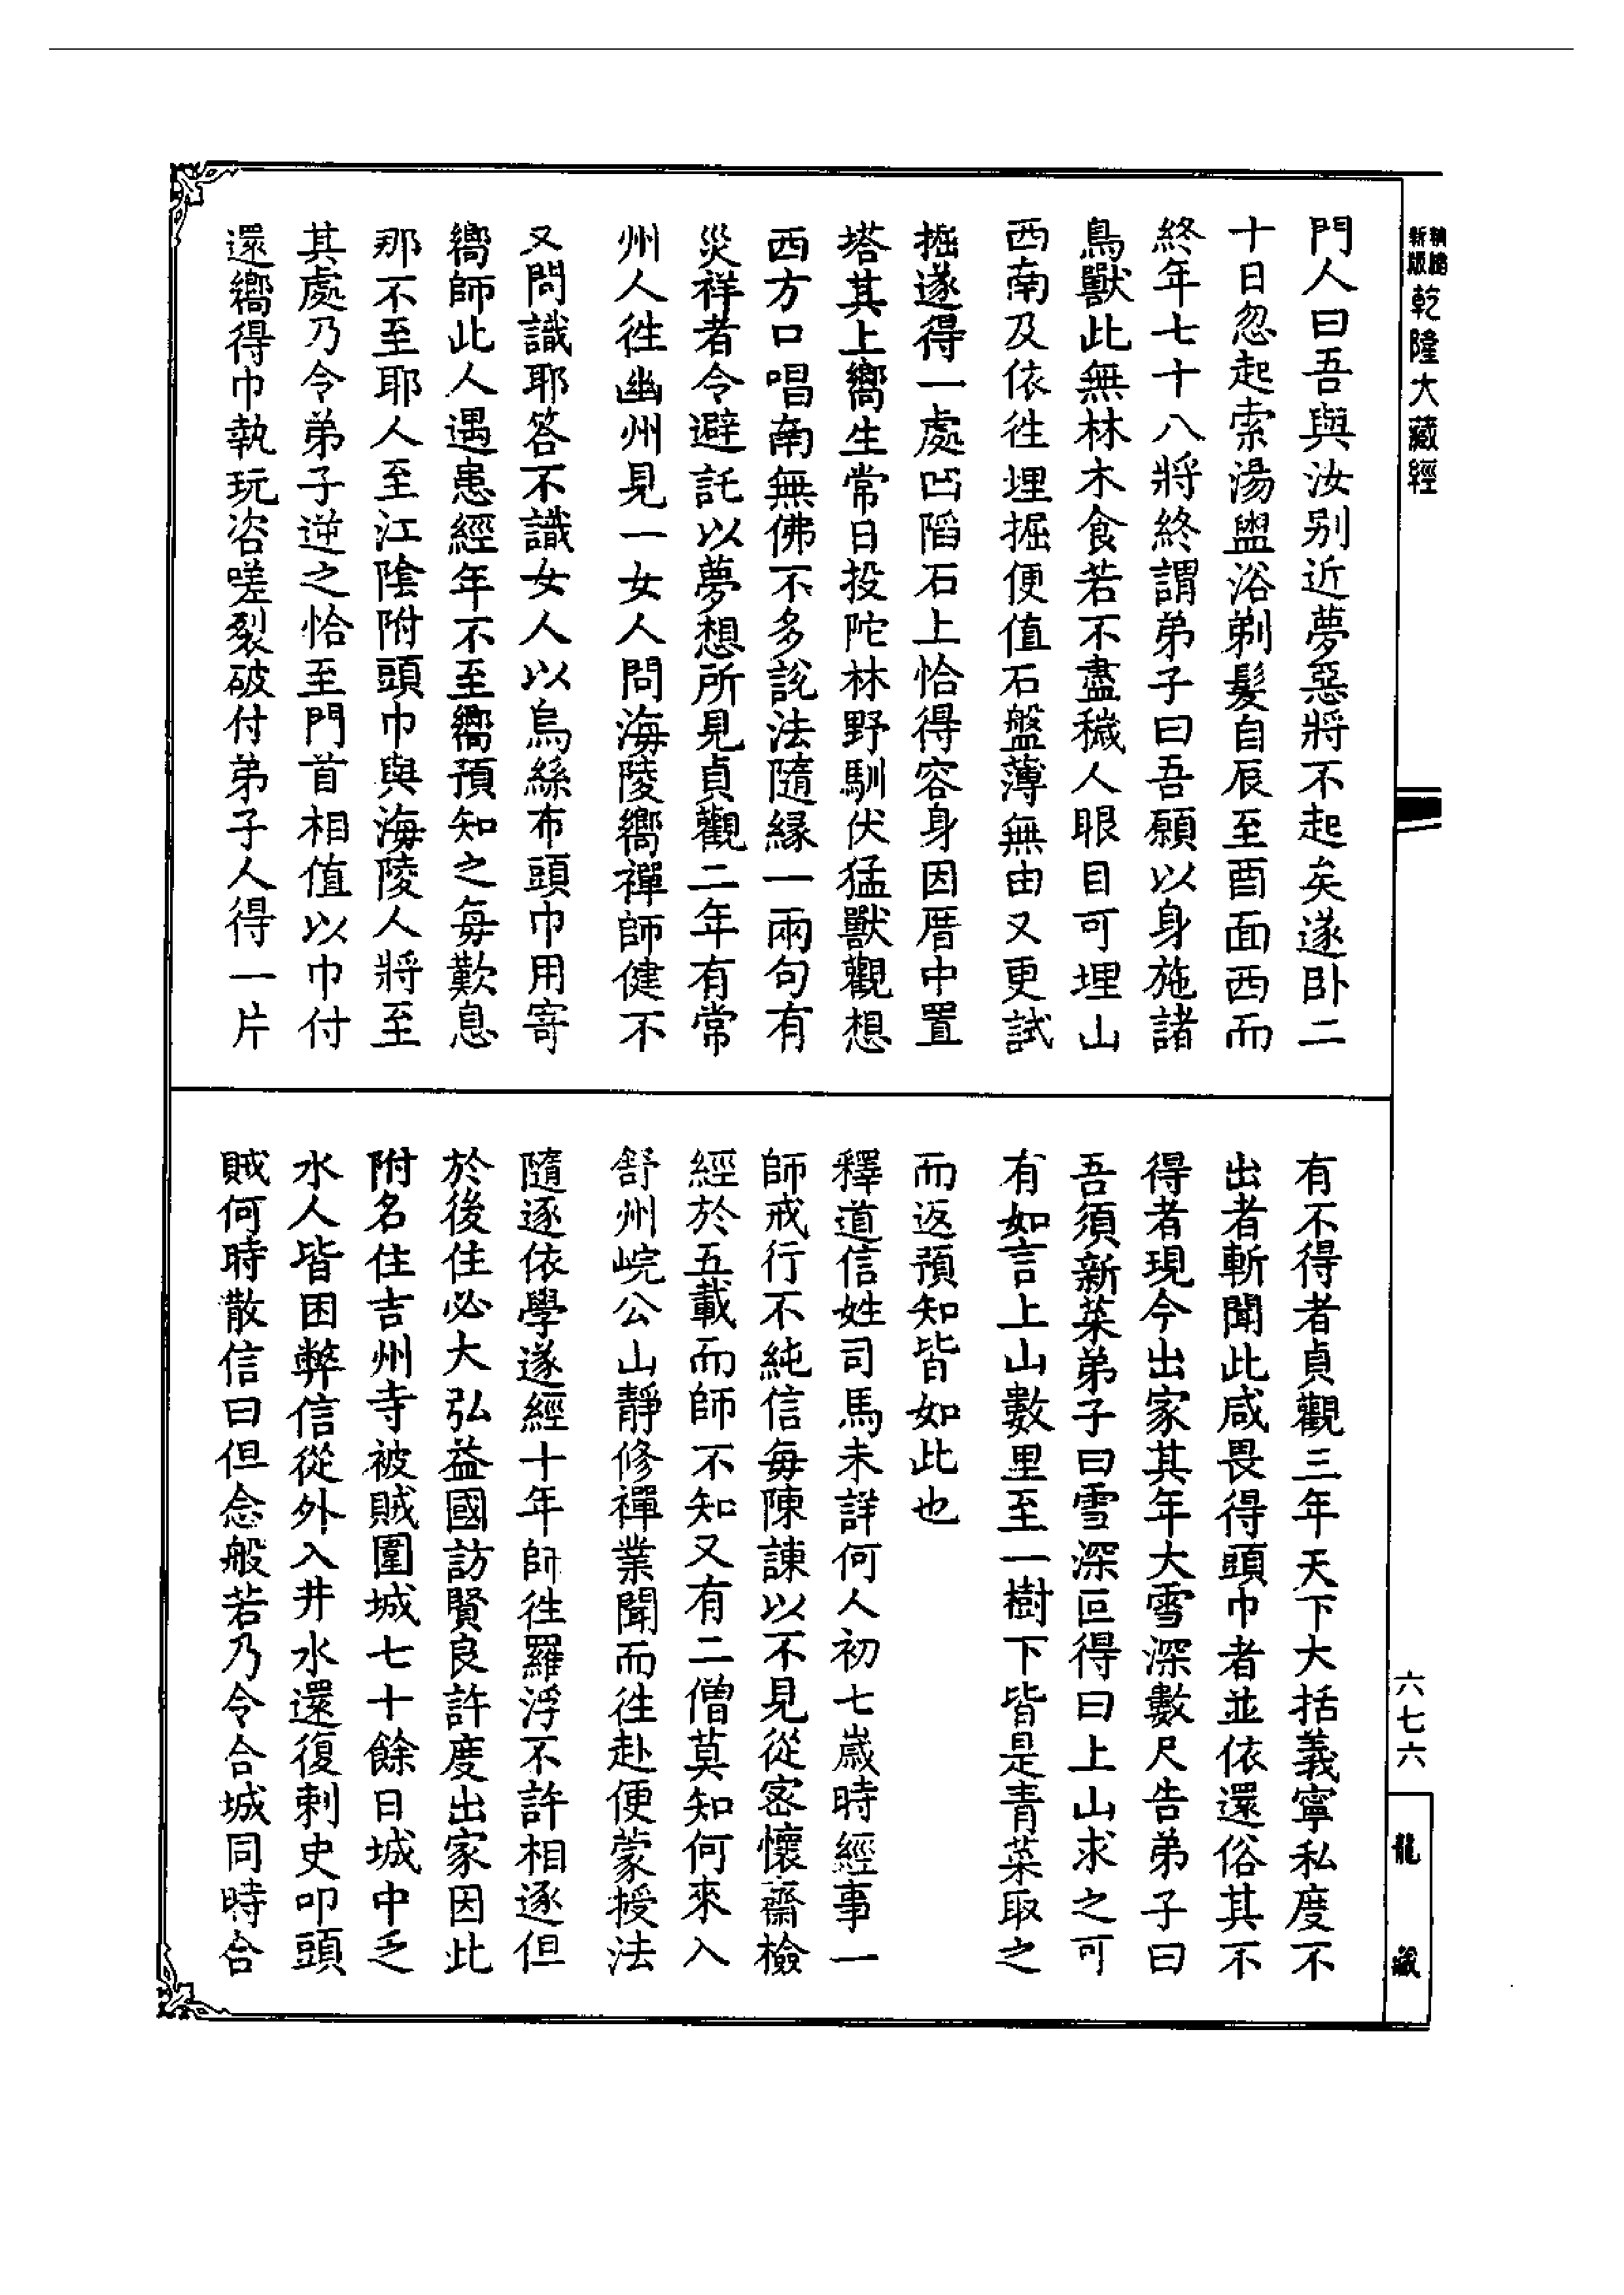 精鐫新版乾隆大藏經
門人曰吾與汝別近夢惡將不起矣遂卧二
十日忽起索湯盥浴剃髮自辰至酉面西而
終年七十八將終謂弟子曰吾願以身施諸
鳥獸此無林木食若不盡穢人眼目可埋山
西南及依徃埋掘便值石盤薄無由又更試
掘遂得一處凹陷石上恰得容身因厝中置
塔其上嚮生常日投陀林野馴伏猛獸觀想
西方口唱南無佛不多說法隨緣一兩句有
災祥者令避託以夢想所見貞觀二年有常
州人徃幽州見一女人問海陵嚮禪師健不
又問識耶答不識女人以烏絲布頭巾用寄
嚮師此人遇患經年不至嚮預知之每歎息
那不至耶人至江陰附頭巾與海陵人將至
其處乃令弟子逆之恰至門首相值以巾付
還嚮得巾執玩咨嗟裂破付弟子人得一片
有不得者貞觀三年天下大括義寧私度不
出者斬聞此咸畏得頭巾者並依還俗其不
得者現今出家其年大雪深數尺告弟子曰
吾須新菜弟子曰雪深叵得曰上山求之可
有如言上山數里至一樹下皆是青菜取之
而返預知皆如此也
釋道信姓司馬未詳何人初七歲時經事一
師戒行不純信每陳諫以不見從密懷齋檢
經於五載而師不知又有二僧莫知何來入
舒州皖公山靜修禪業聞而徃赴便蒙授法
隨逐依學遂經十年師徃羅浮不許相逐但
於後住必大弘益國訪賢良許度出家因此
附名住吉州寺被賊圍城七十餘日城中乏
水人皆困弊信從外入井水還復刺史叩頭
賊何時散信曰但念般若乃令合城同時合
六七六
龍藏